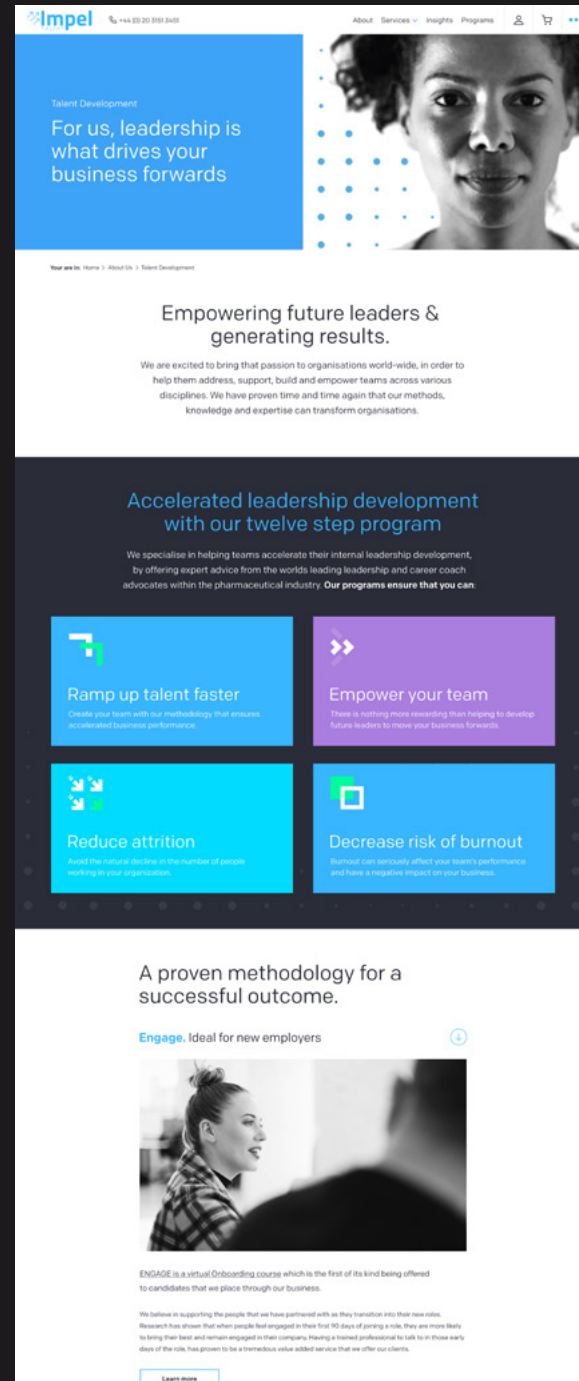 Impel
+44 (0) 20 3151 3451
About Services Insights Programs
Talent Development
For us, leadership is
what drives your
business forwards
Your are in: Home > About Us > Talent Development
Empowering future leaders &
generating results.
We are excited to bring that passion to organisations world-wide, in order to
help them address, support, build and empower teams across various
disciplines. We have proven time and time again that our methods,
knowledge and expertise can transform organisations.
Accelerated leadership development
with our twelve step program
We specialise in helping teams accelerate their internal leadership development,
by offering expert advice from the worlds leading leadership and career coach
advocates within the pharmaceutical industry. Our programs ensure that you can:
Ramp up talent faster
Create your team with our methodology that ensures
accelerated business performance.
Empower your team
There is nothing more rewarding than helping to develop
future leaders to move your business forwards.
Reduce attrition
Avoid the natural decline in the number of people
working in your organization.
Decrease risk of burnout
Burnout can seriously affect your team's performance
and have a negative impact on your business.
A proven methodology for a
successful outcome.
Engage. Ideal for new employers
ENGAGE is a virtual Onboarding course which is the first of its kind being offered
to candidates that we place through our business.
We believe in supporting the people that we have partnered with as they transition into their new roles.
Research has shown that when people feel engaged in their first 90 days of joining a role, they are more likely
to bring their best and remain engaged in their company. Having a trained professional to talk to in those early
days of the role, has proven to be a tremedous value added service that we offer our clients.
Learn more